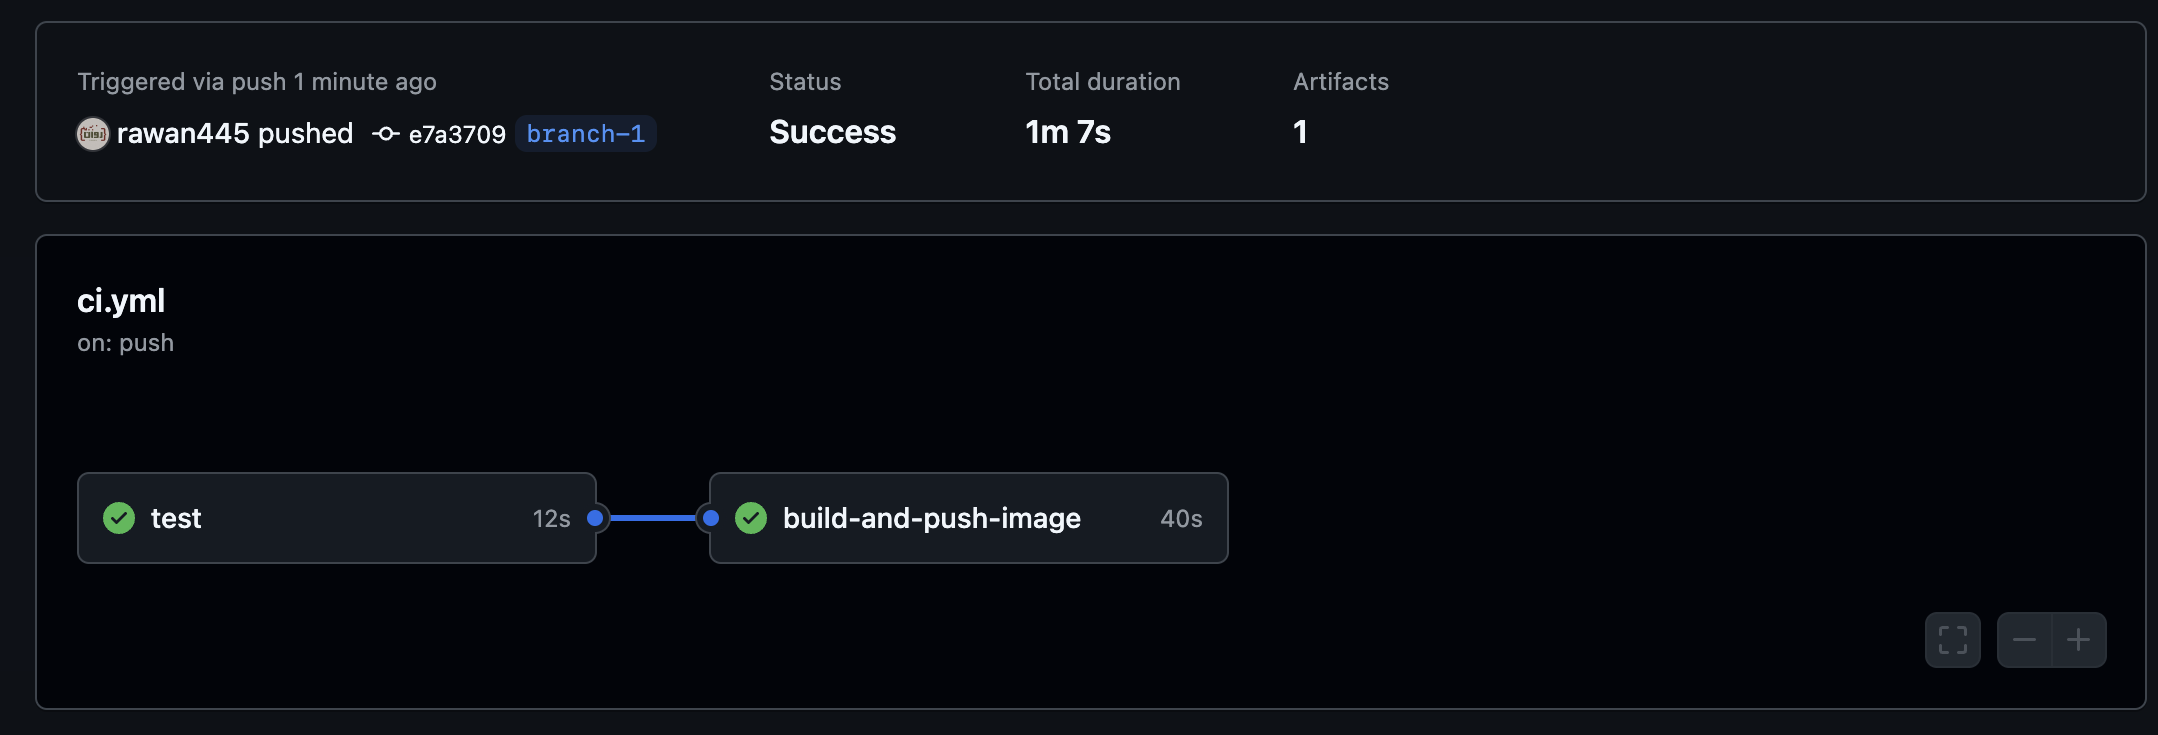 Triggered via push 1 minute ago
rawan445 pushed e7a3709 branch-1
Status
Success
Total duration
1m 7s
Artifacts
1
ci.yml
on: push
test 12s
build-and-push-image 40s